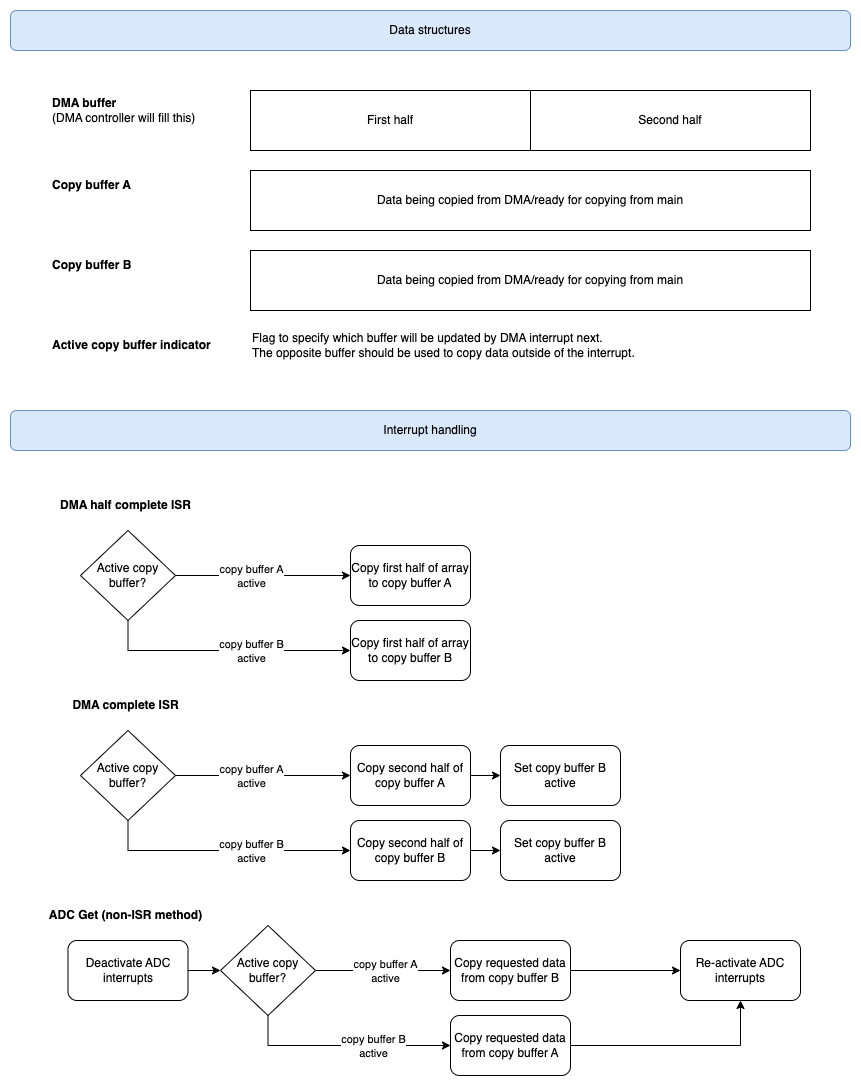 Data structures
DMA buffer
(DMA controller will fill this)
First half
Second half
Copy buffer A
Data being copied from DMA/ready for copying from main
Copy buffer B
Data being copied from DMA/ready for copying from main
Active copy buffer indicator
Flag to specify which buffer will be updated by DMA interrupt next.
The opposite buffer should be used to copy data outside of the interrupt.
Interrupt handling
DMA half complete ISR
Active copy
buffer?
copy buffer A
active
Copy first half of array
to copy buffer A
copy buffer B
active
Copy first half of array
to copy buffer B
DMA complete ISR
Active copy
buffer?
copy buffer A
active
Copy second half of
copy buffer A
Set copy buffer B
active
copy buffer B
active
Copy second half of
copy buffer B
Set copy buffer B
active
ADC Get (non-ISR method)
Deactivate ADC
interrupts
Active copy
buffer?
copy buffer A
active
Copy requested data
from copy buffer B
Re-activate ADC
interrupts
copy buffer B
active
Copy requested data
from copy buffer A